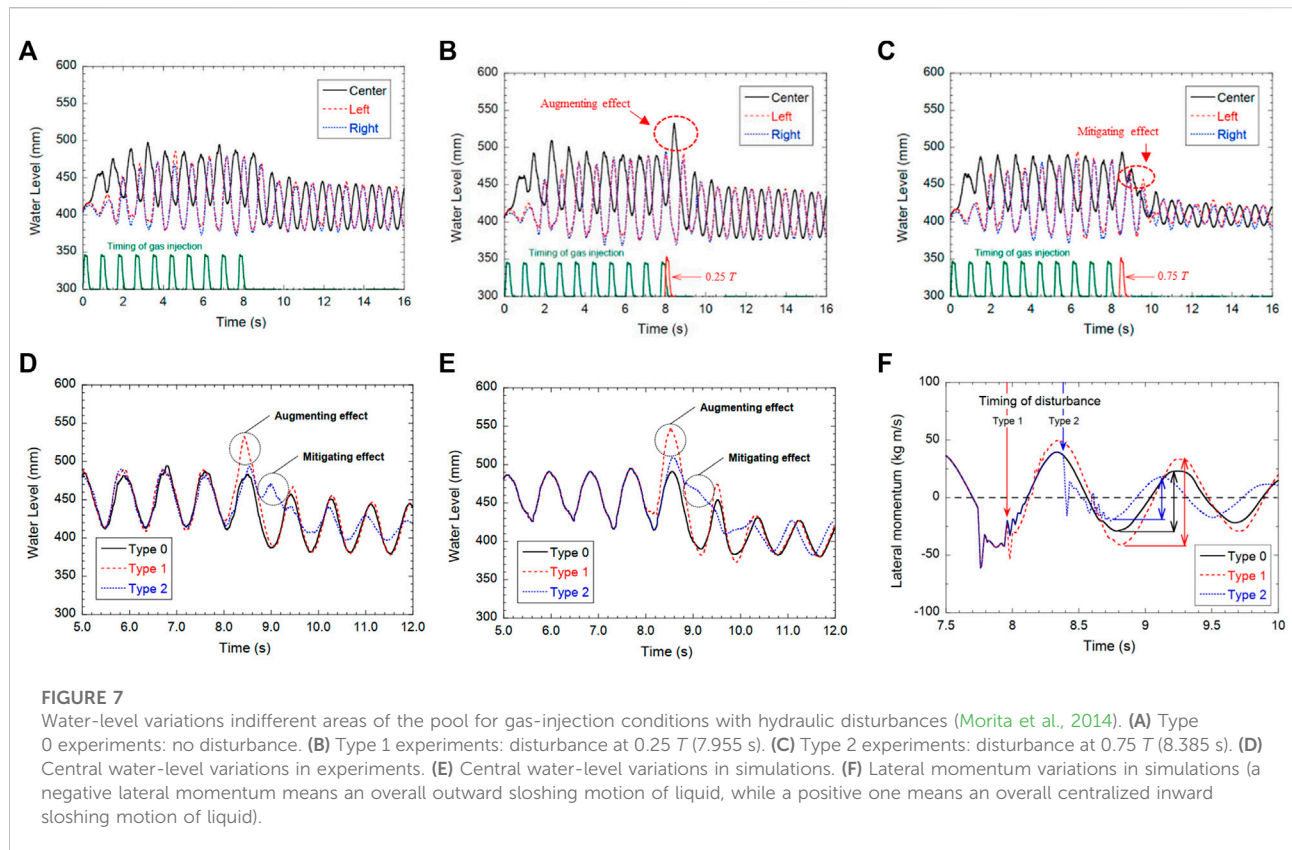 A
600
550
500
450
400
350
300
Water Level (mm)
Center
Left
Right
Timing of gas injection
0 2 4 6 8 10 12 14 16
Time (s)
B
600
550
500
450
400
350
300
Water Level (mm)
Augmenting effect
Center
Left
Right
Timing of gas injection
0.25 T
0 2 4 6 8 10 12 14 16
Time (s)
C
600
550
500
450
400
350
300
Water Level (mm)
Center
Left
Right
Mitigating effect
Timing of gas injection
0.75 T
0 2 4 6 8 10 12 14 16
Time (s)
D
600
550
500
450
400
350
300
Water Level (mm)
Augmenting effect
Mitigating effect
Type 0
Type 1
Type 2
5.0 6.0 7.0 8.0 9.0 10.0 11.0 12.0
Time (s)
E
600
550
500
450
400
350
300
Water Level (mm)
Augmenting effect
Mitigating effect
Type 0
Type 1
Type 2
5.0 6.0 7.0 8.0 9.0 10.0 11.0 12.0
Time (s)
F
100
50
0
-50
-100
Lateral momentum (kg m/s)
Timing of disturbance
Type 1 Type 2
Type 0
Type 1
Type 2
7.5 8 8.5 9 9.5 10
Time (s)
FIGURE 7
Water-level variations indifferent areas of the pool for gas-injection conditions with hydraulic disturbances (Morita et al., 2014). (A) Type
0 experiments: no disturbance. (B) Type 1 experiments: disturbance at 0.25 T (7.955 s). (C) Type 2 experiments: disturbance at 0.75 T (8.385 s). (D)
Central water-level variations in experiments. (E) Central water-level variations in simulations. (F) Lateral momentum variations in simulations (a
negative lateral momentum means an overall outward sloshing motion of liquid, while a positive one means an overall centralized inward
sloshing motion of liquid).